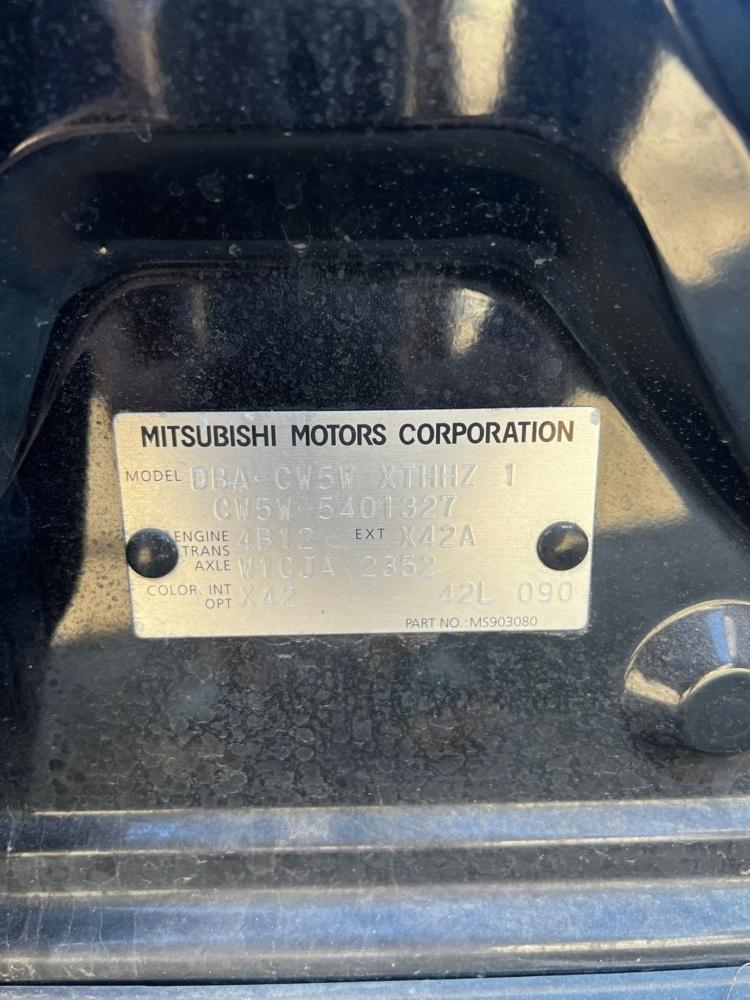 MITSUBISHI MOTORS CORPORATION
MODEL DBA-CW5W XTHHZ 1
CW5W-5401327
ENGINE 4B12 EXT X42A
TRANS
AXLE W1CJA 2352
COLOR. INT X42 42L 090
OPT
PART NO.: MS903080